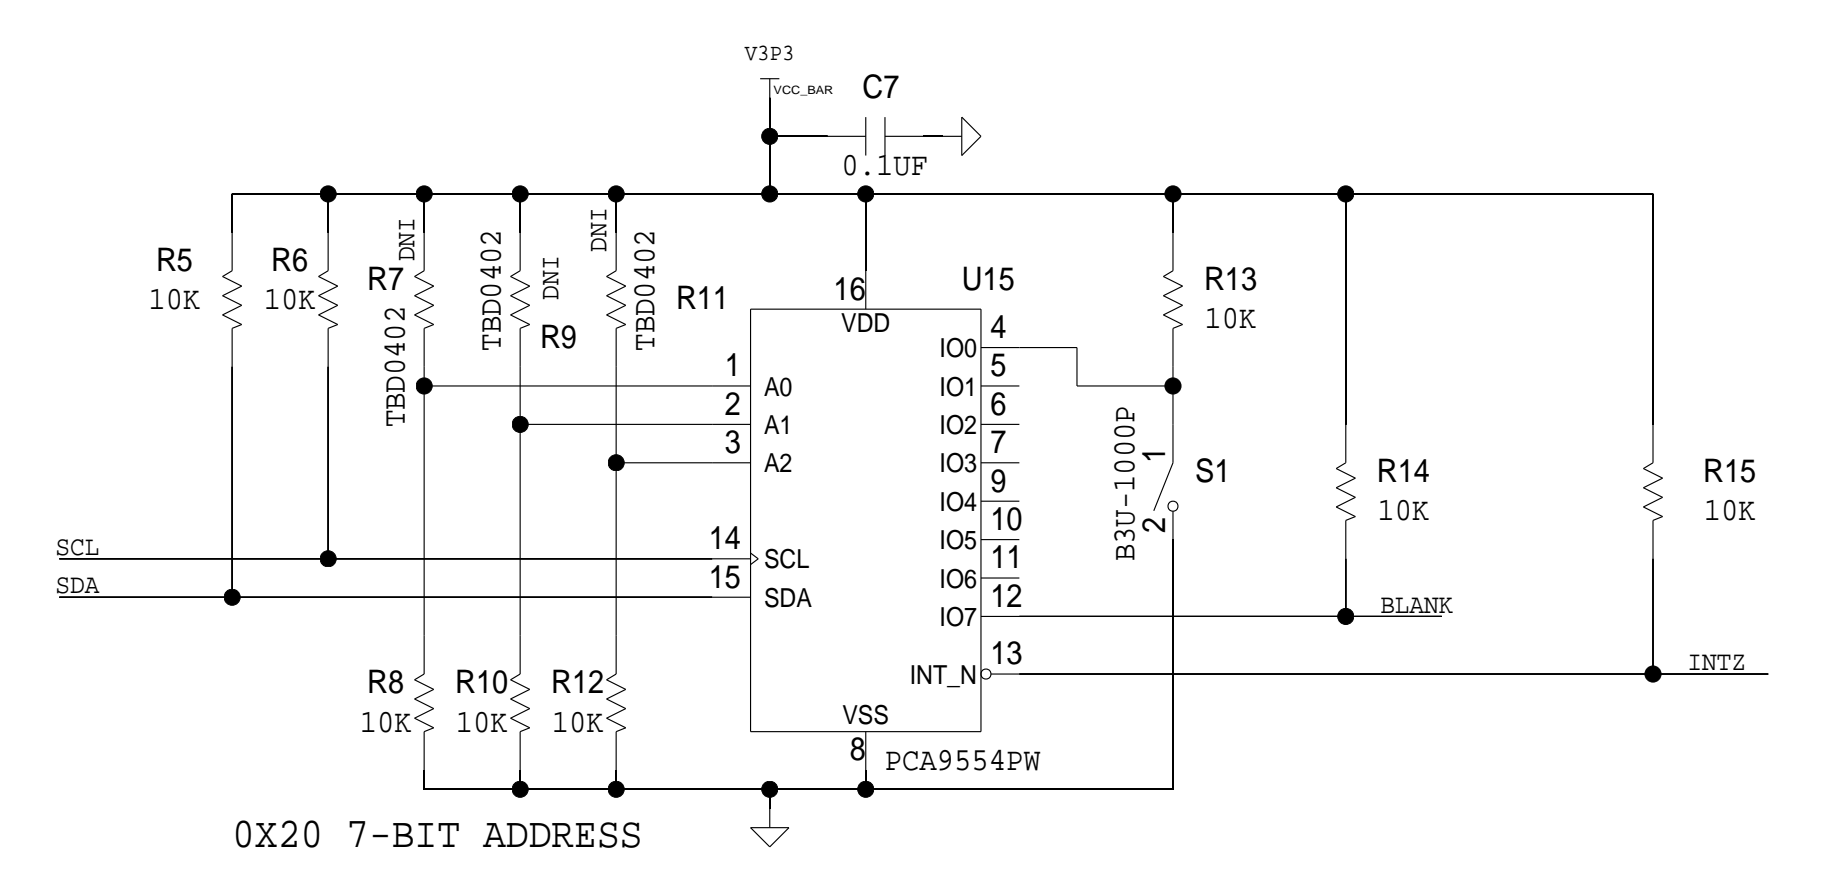 V3P3
VCC_BAR
C7
0.1UF
R5
10K
R6
10K
R7
DNI
TBD0402
TBD0402
DNI
R9
DNI
TBD0402
R11
U15
16
VDD
R13
10K
1
A0
2
A1
3
A2
14
SCL
15
SDA
IO0
4
IO1
5
IO2
6
IO3
7
IO4
9
IO5
10
IO6
11
IO7
12
INT_N
13
VSS
8
PCA9554PW
B3U-1000P
1
2
S1
R14
10K
R15
10K
SCL
SDA
BLANK
INTZ
R8
10K
R10
10K
R12
10K
0X20 7-BIT ADDRESS